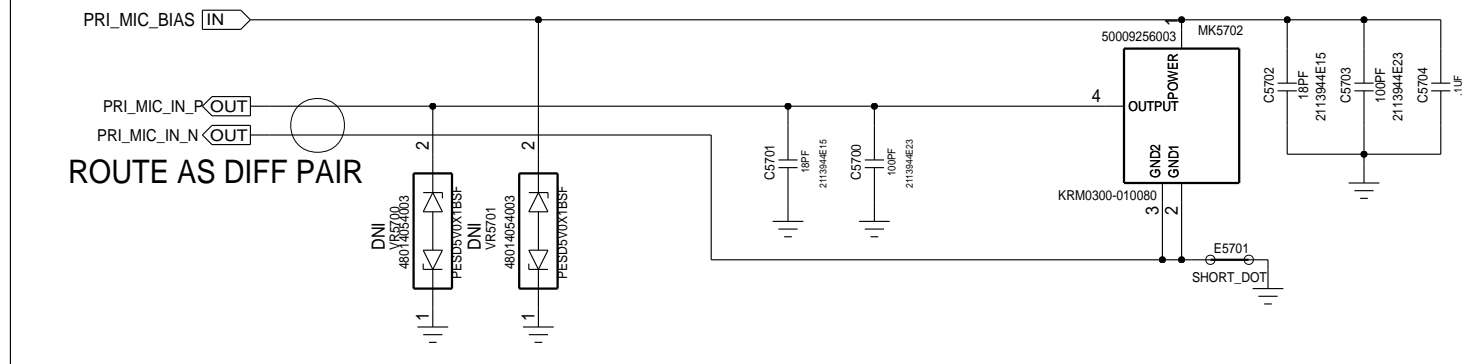 PRI_MIC_BIAS IN
50009256003
MK5702
1
POWER
4
OUTPUT
GND2
GND1
KRM0300-010080
3
2
C5702
18PF
2113944E15
C5703
100PF
2113944E23
C5704
.1UF
PRI_MIC_IN_P OUT
PRI_MIC_IN_N OUT
ROUTE AS DIFF PAIR
2
DNI
VR5700
48014054003
PESD5V0X1BSF
1
2
DNI
VR5701
48014054003
PESD5V0X1BSF
1
C5701
18PF
2113944E15
C5700
100PF
2113944E23
E5701
SHORT_DOT